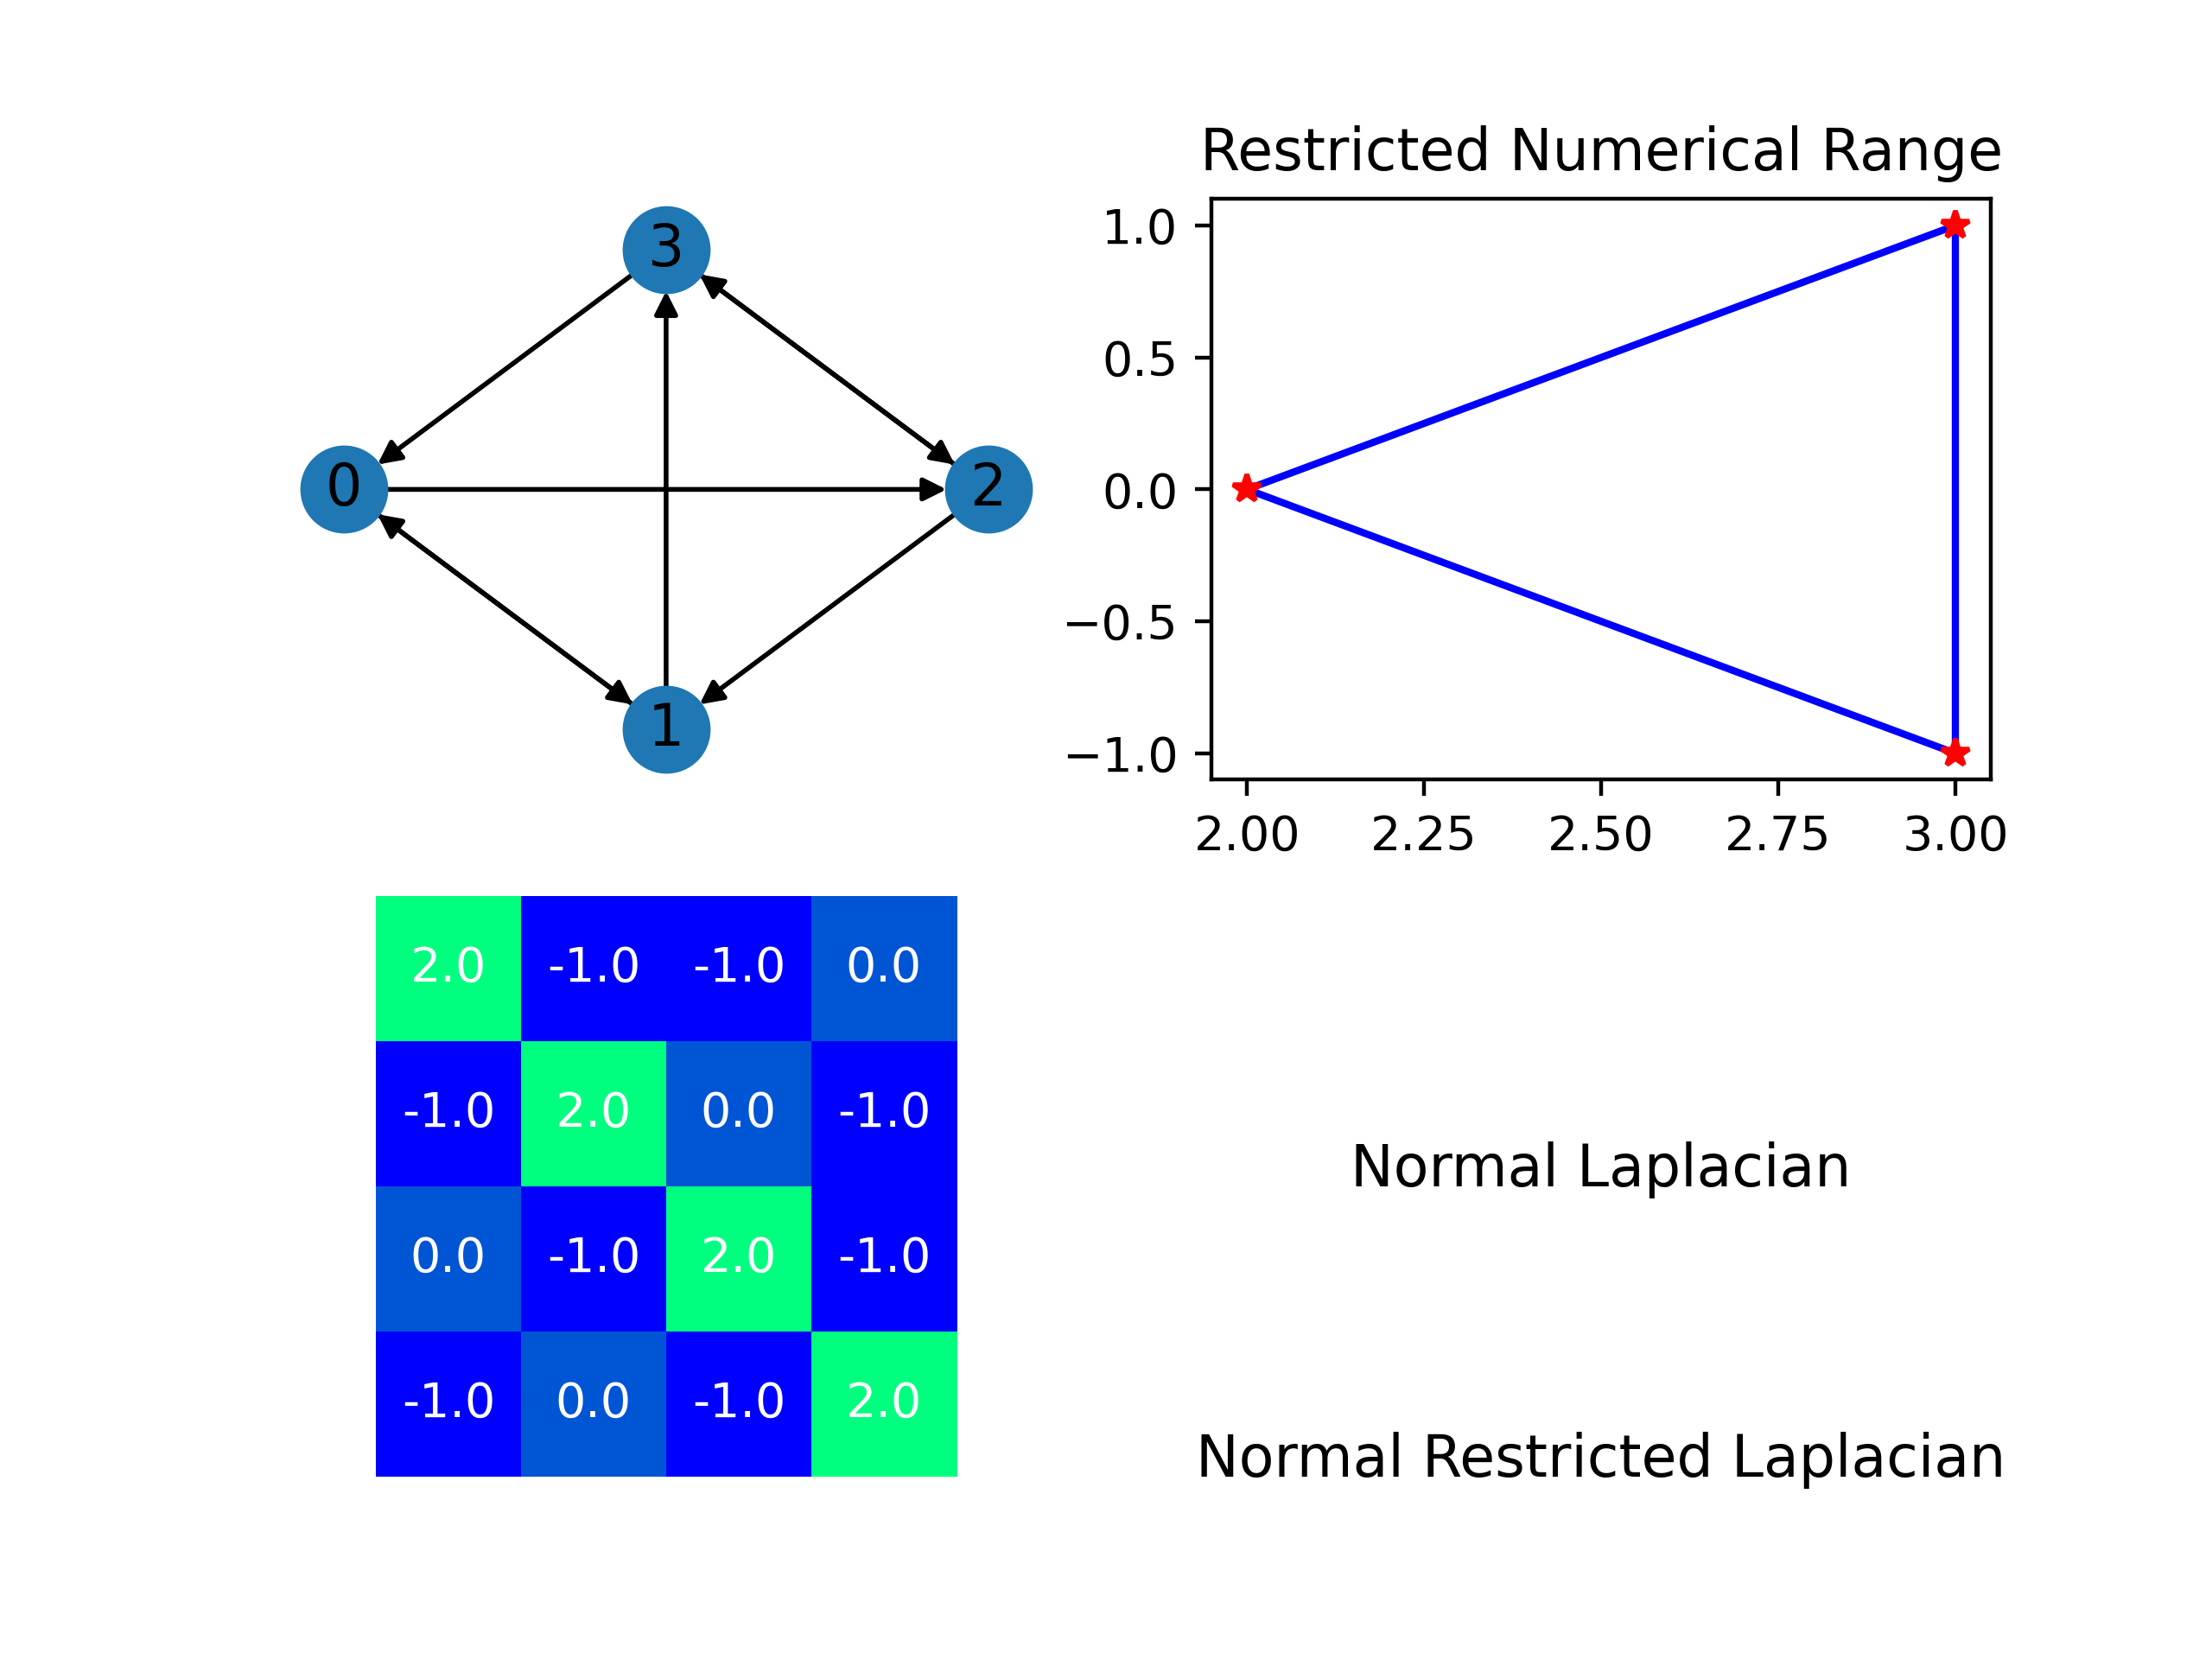 Restricted Numerical Range
3
0
2
1
1.0
0.5
0.0
−0.5
−1.0
2.00 2.25 2.50 2.75 3.00
2.0 -1.0 -1.0 0.0
-1.0 2.0 0.0 -1.0
0.0 -1.0 2.0 -1.0
-1.0 0.0 -1.0 2.0
Normal Laplacian
Normal Restricted Laplacian